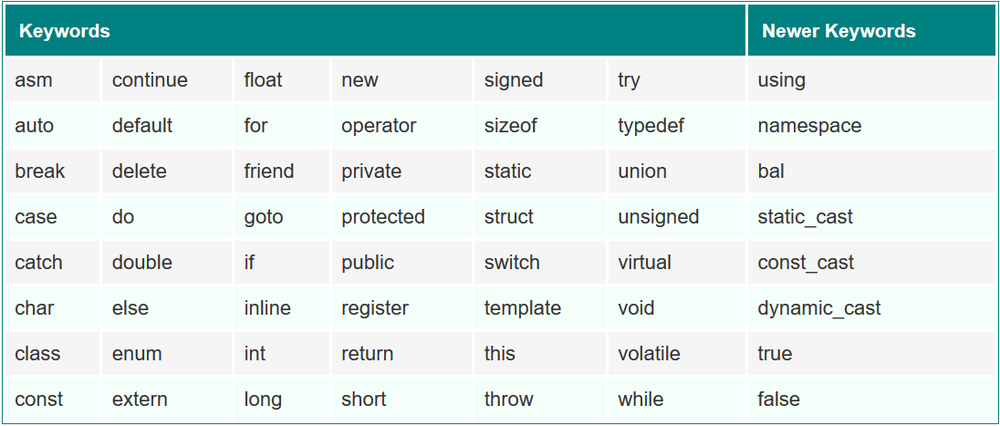 Keywords Newer Keywords
asm continue float new signed try using
auto default for operator sizeof typedef namespace
break delete friend private static union bal
case do goto protected struct unsigned static_cast
catch double if public switch virtual const_cast
char else inline register template void dynamic_cast
class enum int return this volatile true
const extern long short throw while false